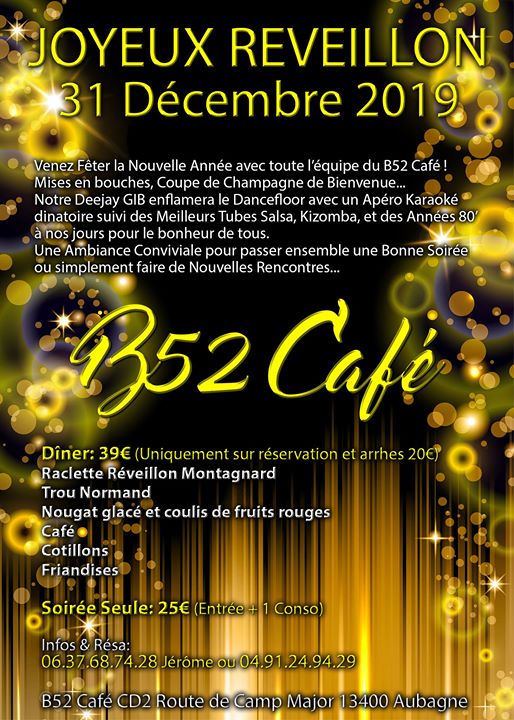 JOYEUX REVEILLON
31 Décembre 2019
Venez Fêter la Nouvelle Année avec toute l'équipe du B52 Café !
Mises en bouches, Coupe de Champagne de Bienvenue...
Notre Deejay GIB enflamera le Dancefloor avec un Apéro Karaoké
dinatoire suivi des Meilleurs Tubes Salsa, Kizomba, et des Années 80'
à nos jours pour le bonheur de tous.
Une Ambiance Conviviale pour passer ensemble une Bonne Soirée
ou simplement faire de Nouvelles Rencontres...
B52 Café
Dîner: 39€ (Uniquement sur réservation et arrhes 20€)
Raclette Réveillon Montagnard
Trou Normand
Nougat glacé et coulis de fruits rouges
Café
Cotillons
Friandises
Soirée Seule: 25€ (Entrée + 1 Conso)
Infos & Résa:
06.37.68.74.28 Jérôme ou 04.91.24.94.29
B52 Café CD2 Route de Camp Major 13400 Aubagne